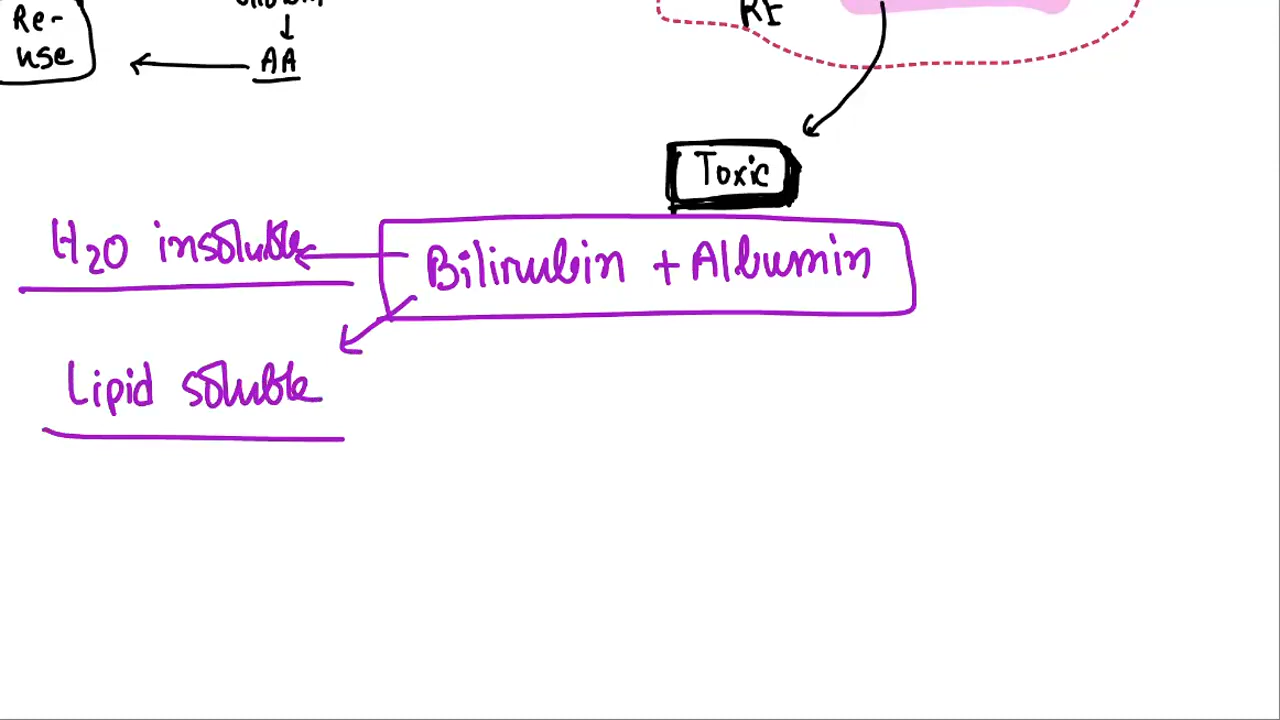 Re-
use
AA
RE
Toxic
H2O insoluble
Bilirubin + Albumin
Lipid soluble